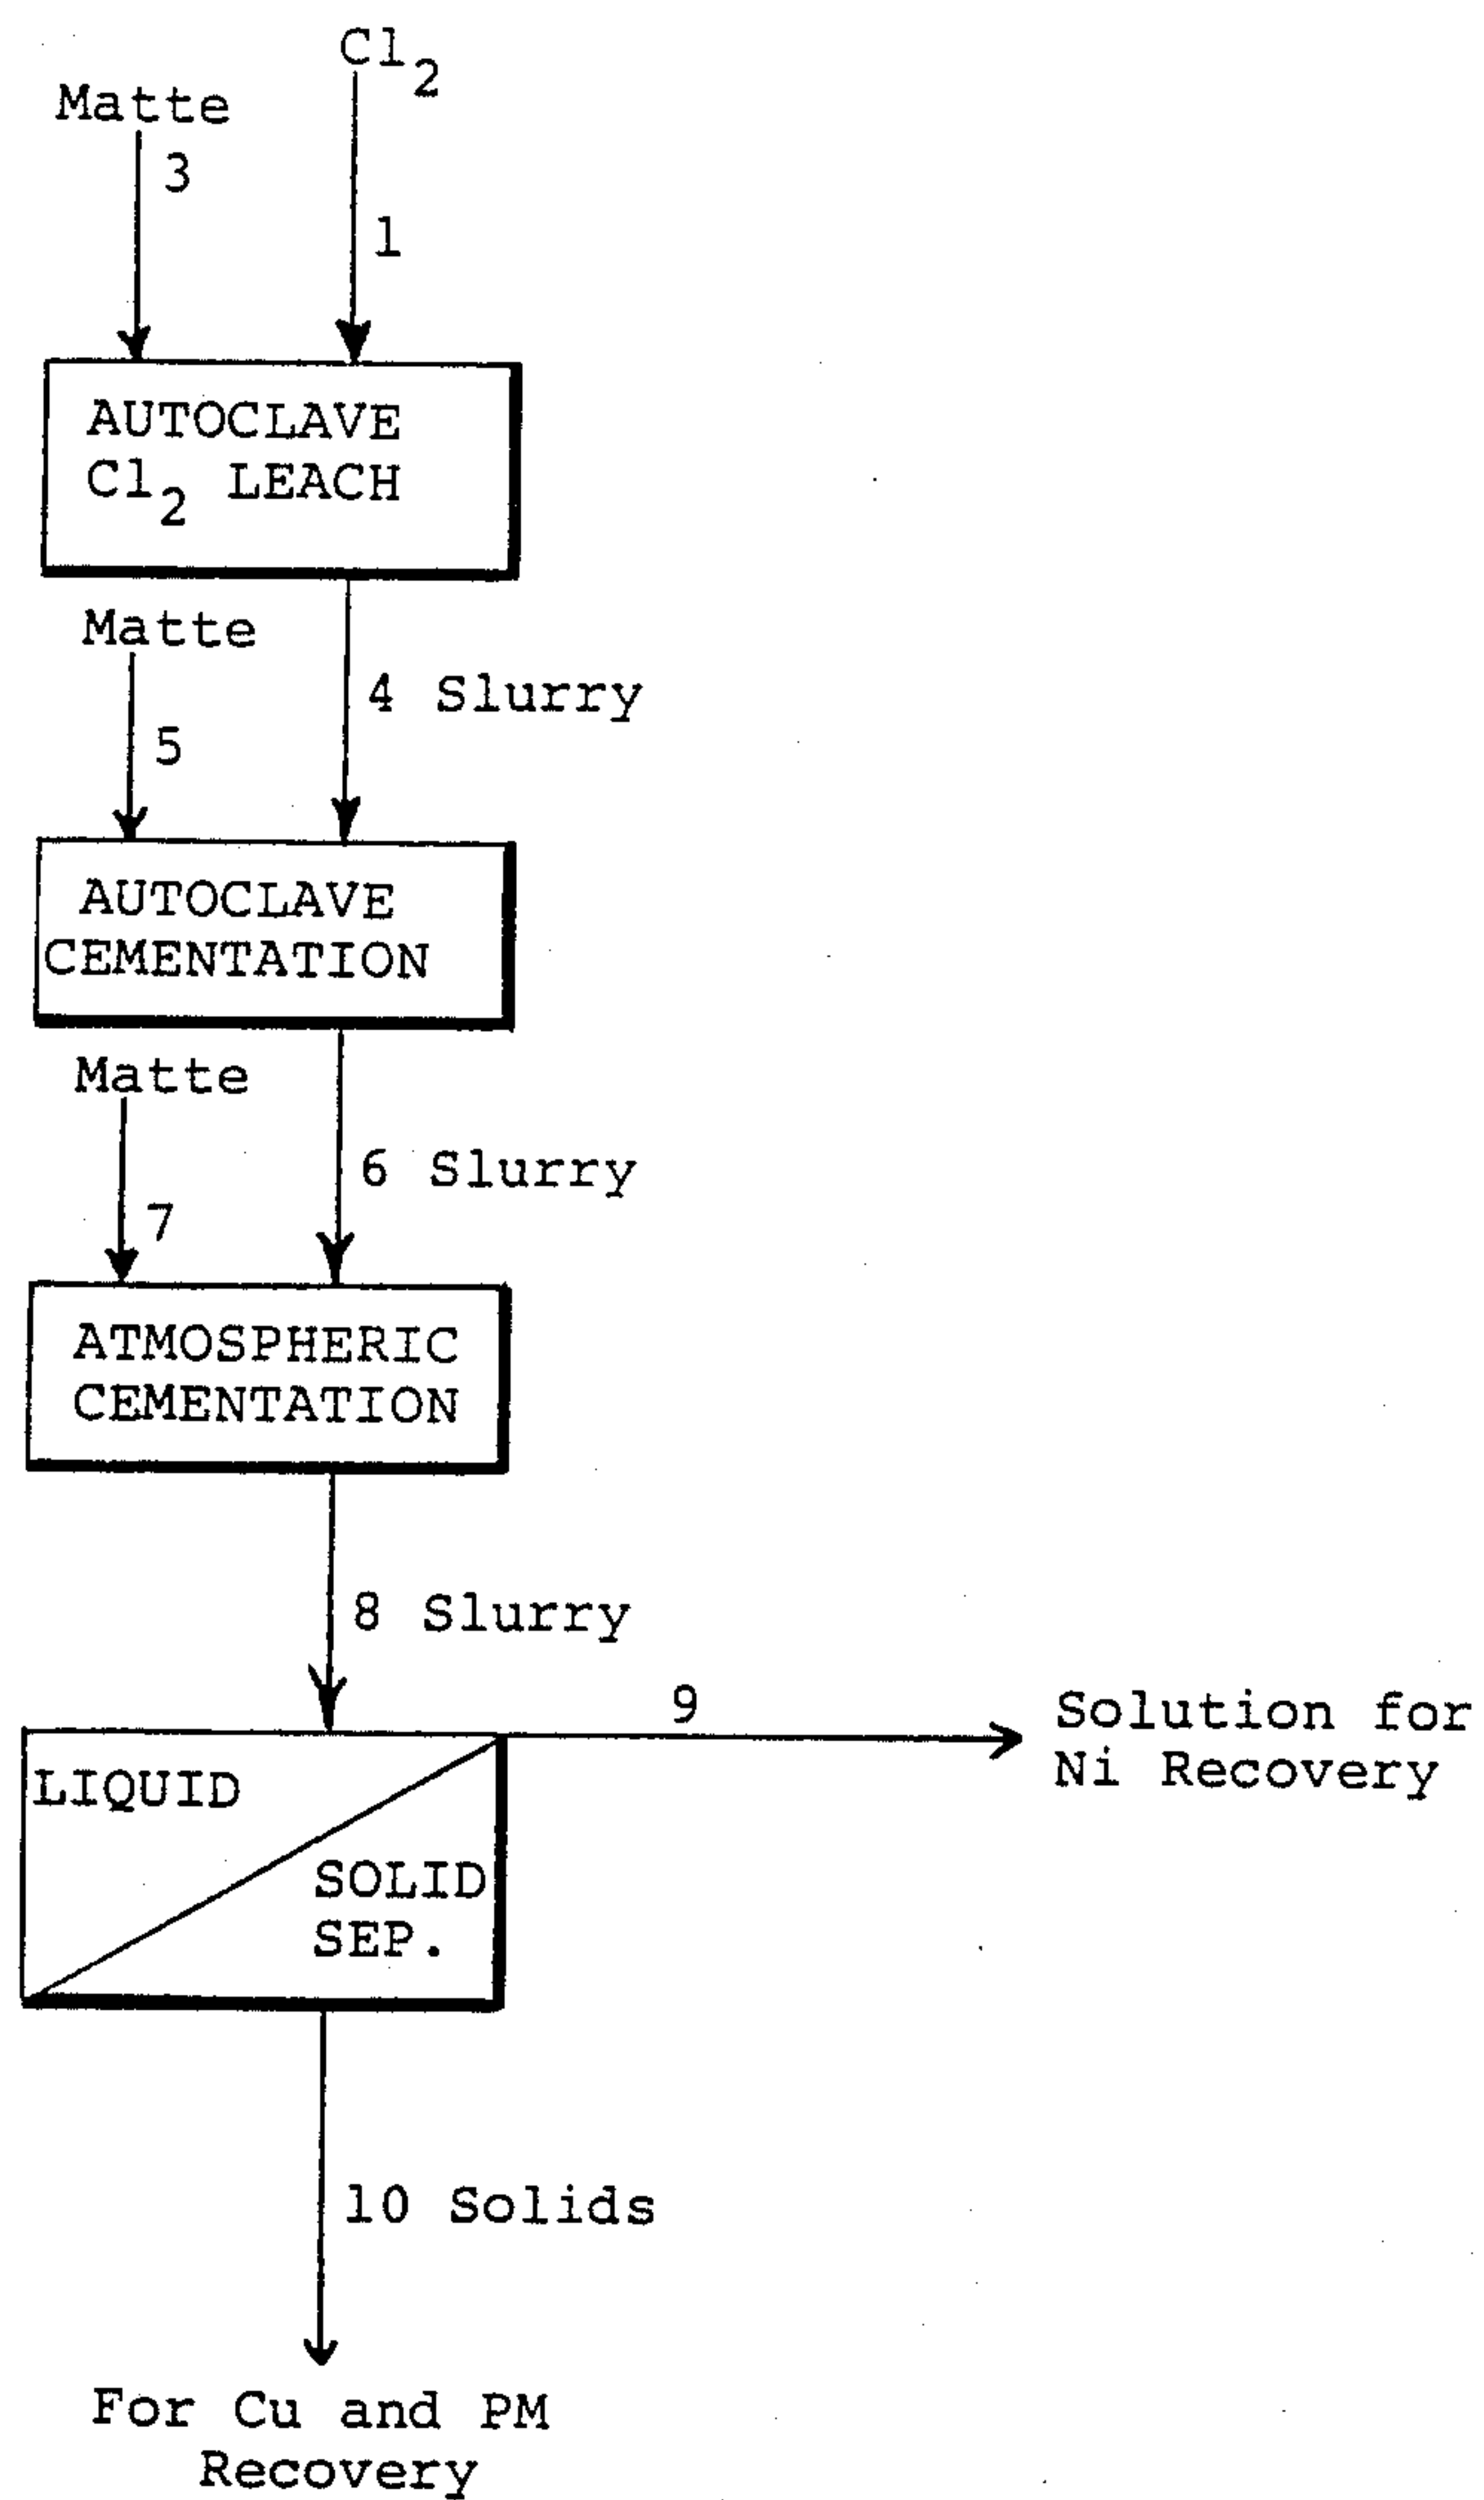 Cl2
Matte
3
1
AUTOCLAVE
Cl2 LEACH
Matte
4 Slurry
5
AUTOCLAVE
CEMENTATION
Matte
6 Slurry
7
ATMOSPHERIC
CEMENTATION
8 Slurry
9
Solution for
Ni Recovery
LIQUID
SOLID
SEP.
10 Solids
For Cu and PM
Recovery